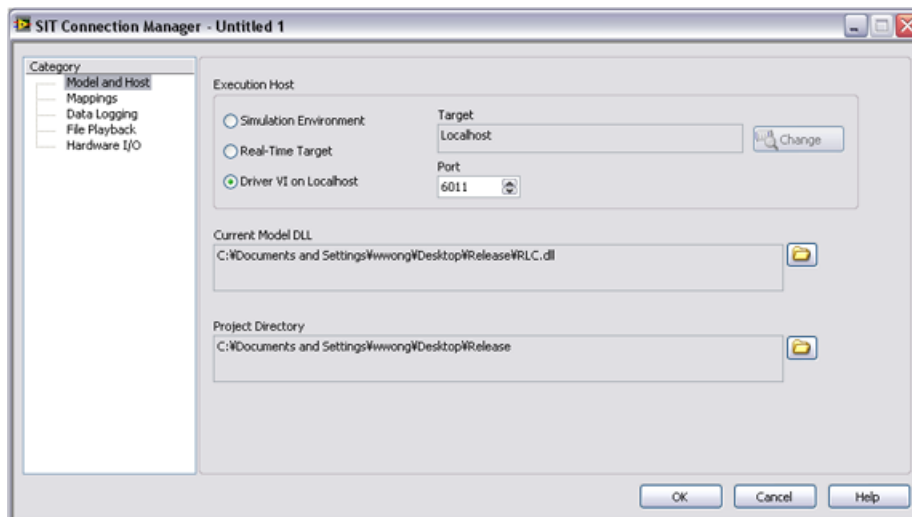 SIT Connection Manager - Untitled 1
Category
Model and Host
Mappings
Data Logging
File Playback
Hardware I/O
Execution Host
Simulation Environment
Real-Time Target
Driver VI on Localhost
Target
Localhost
Change
Port
6011
Current Model DLL
C:¥Documents and Settings¥wwong¥Desktop¥Release¥RLC.dll
Project Directory
C:¥Documents and Settings¥wwong¥Desktop¥Release
OK
Cancel
Help